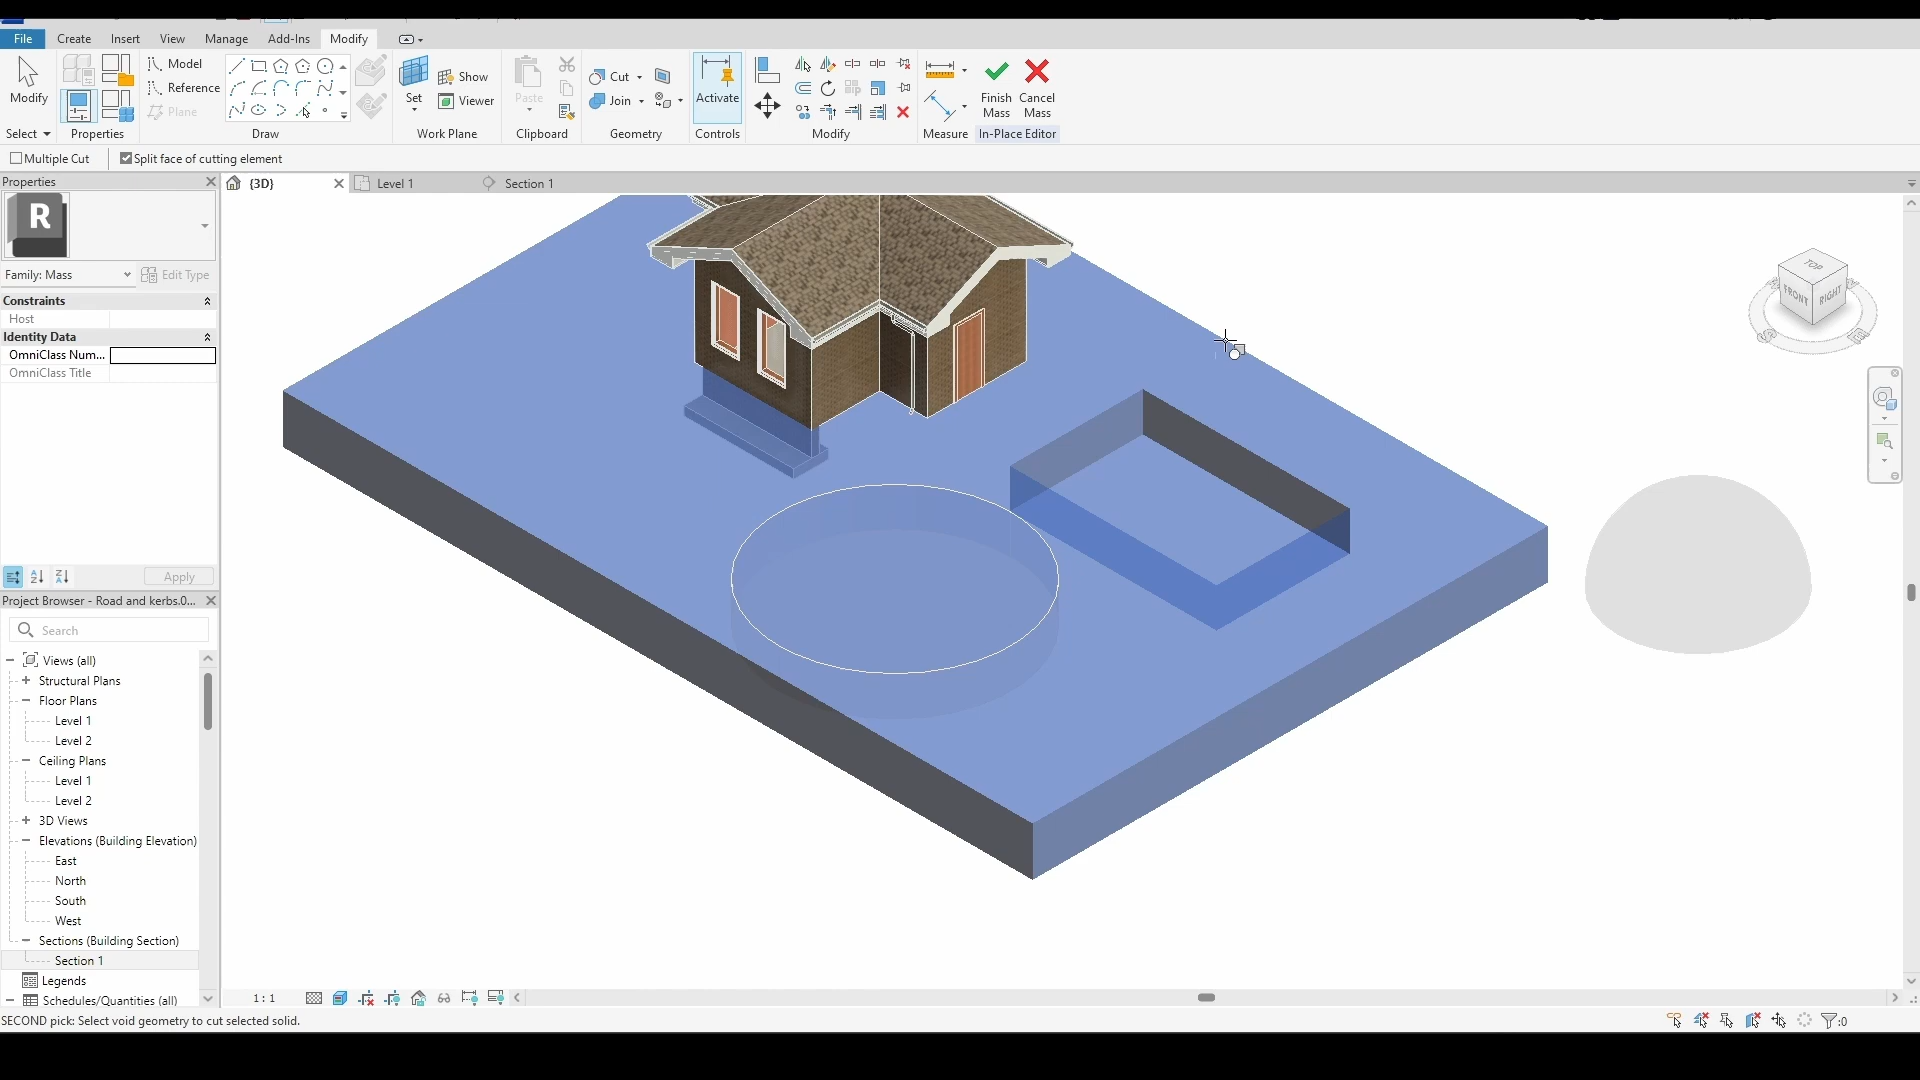 File Create Insert View Manage Add-Ins Modify
Modify
Model
Reference
Plane
Set
Show
Viewer
Paste
Cut
Join
Activate
Finish Mass
Cancel Mass
Select Properties Draw Work Plane Clipboard Geometry Controls Modify Measure In-Place Editor
Multiple Cut Split face of cutting element
Properties
{3D} Level 1 Section 1
R
Family: Mass Edit Type
Constraints
Host
Identity Data
OmniClass Num...
OmniClass Title
Apply
TOP
FRONT RIGHT
Project Browser - Road and kerbs.0...
Search
Views (all)
Structural Plans
Floor Plans
Level 1
Level 2
Ceiling Plans
Level 1
Level 2
3D Views
Elevations (Building Elevation)
East
North
South
West
Sections (Building Section)
Section 1
Legends
Schedules/Quantities (all)
1 : 1
SECOND pick: Select void geometry to cut selected solid.
:0